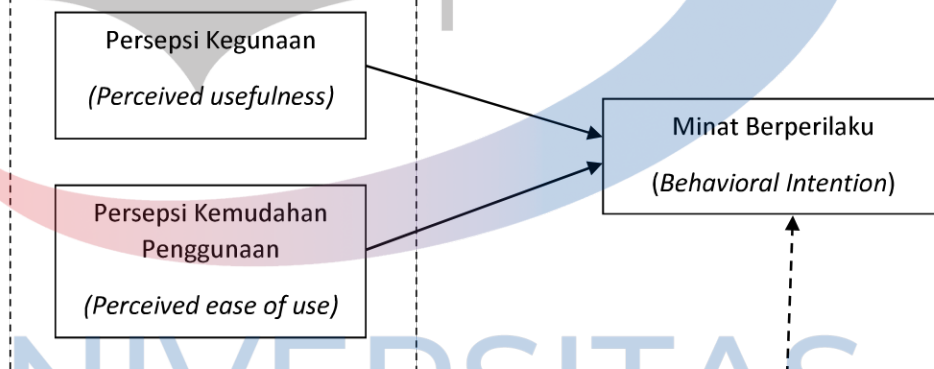 Persepsi Kegunaan
(Perceived usefulness)
Minat Berperilaku
(Behavioral Intention)
Persepsi Kemudahan
Penggunaan
(Perceived ease of use)
NIVERSITAS